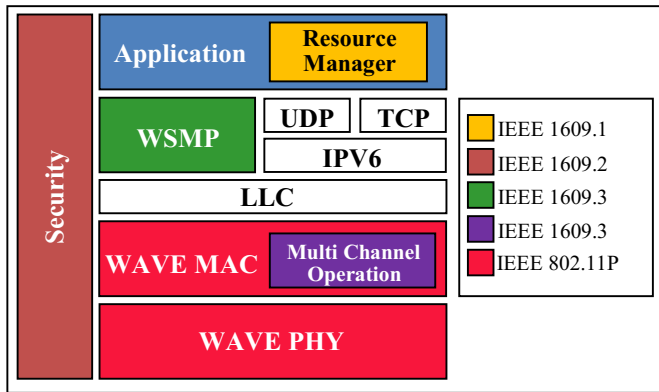 Security
Application
Resource
Manager
WSMP
UDP
TCP
IPV6
LLC
WAVE MAC
Multi Channel
Operation
WAVE PHY
IEEE 1609.1
IEEE 1609.2
IEEE 1609.3
IEEE 1609.3
IEEE 802.11P